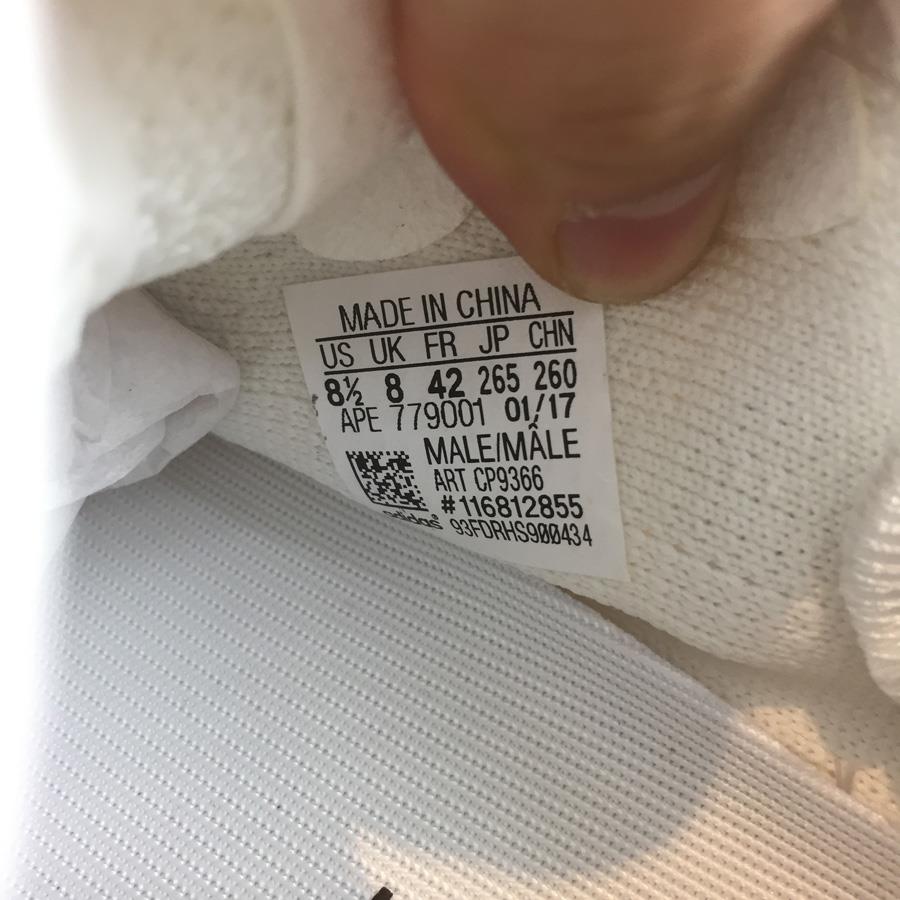 MADE IN CHINA
US UK FR JP CHN
8½ 8 42 265 260
APE 779001 01/17
MALE/MÂLE
ART CP9366
#116812855
adidas® 93FDRHS900434